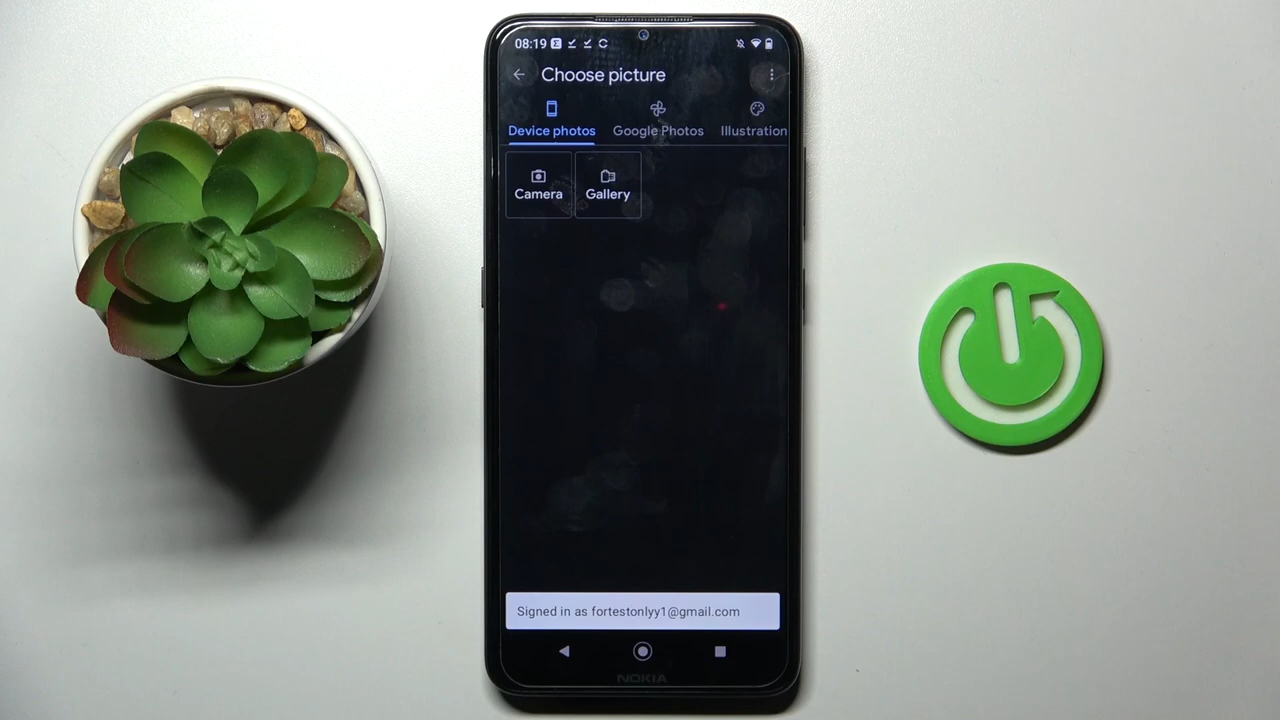 08:19
Choose picture
Device photos Google Photos Illustration
Camera Gallery
Signed in as fortestonlyy1@gmail.com
NOKIA